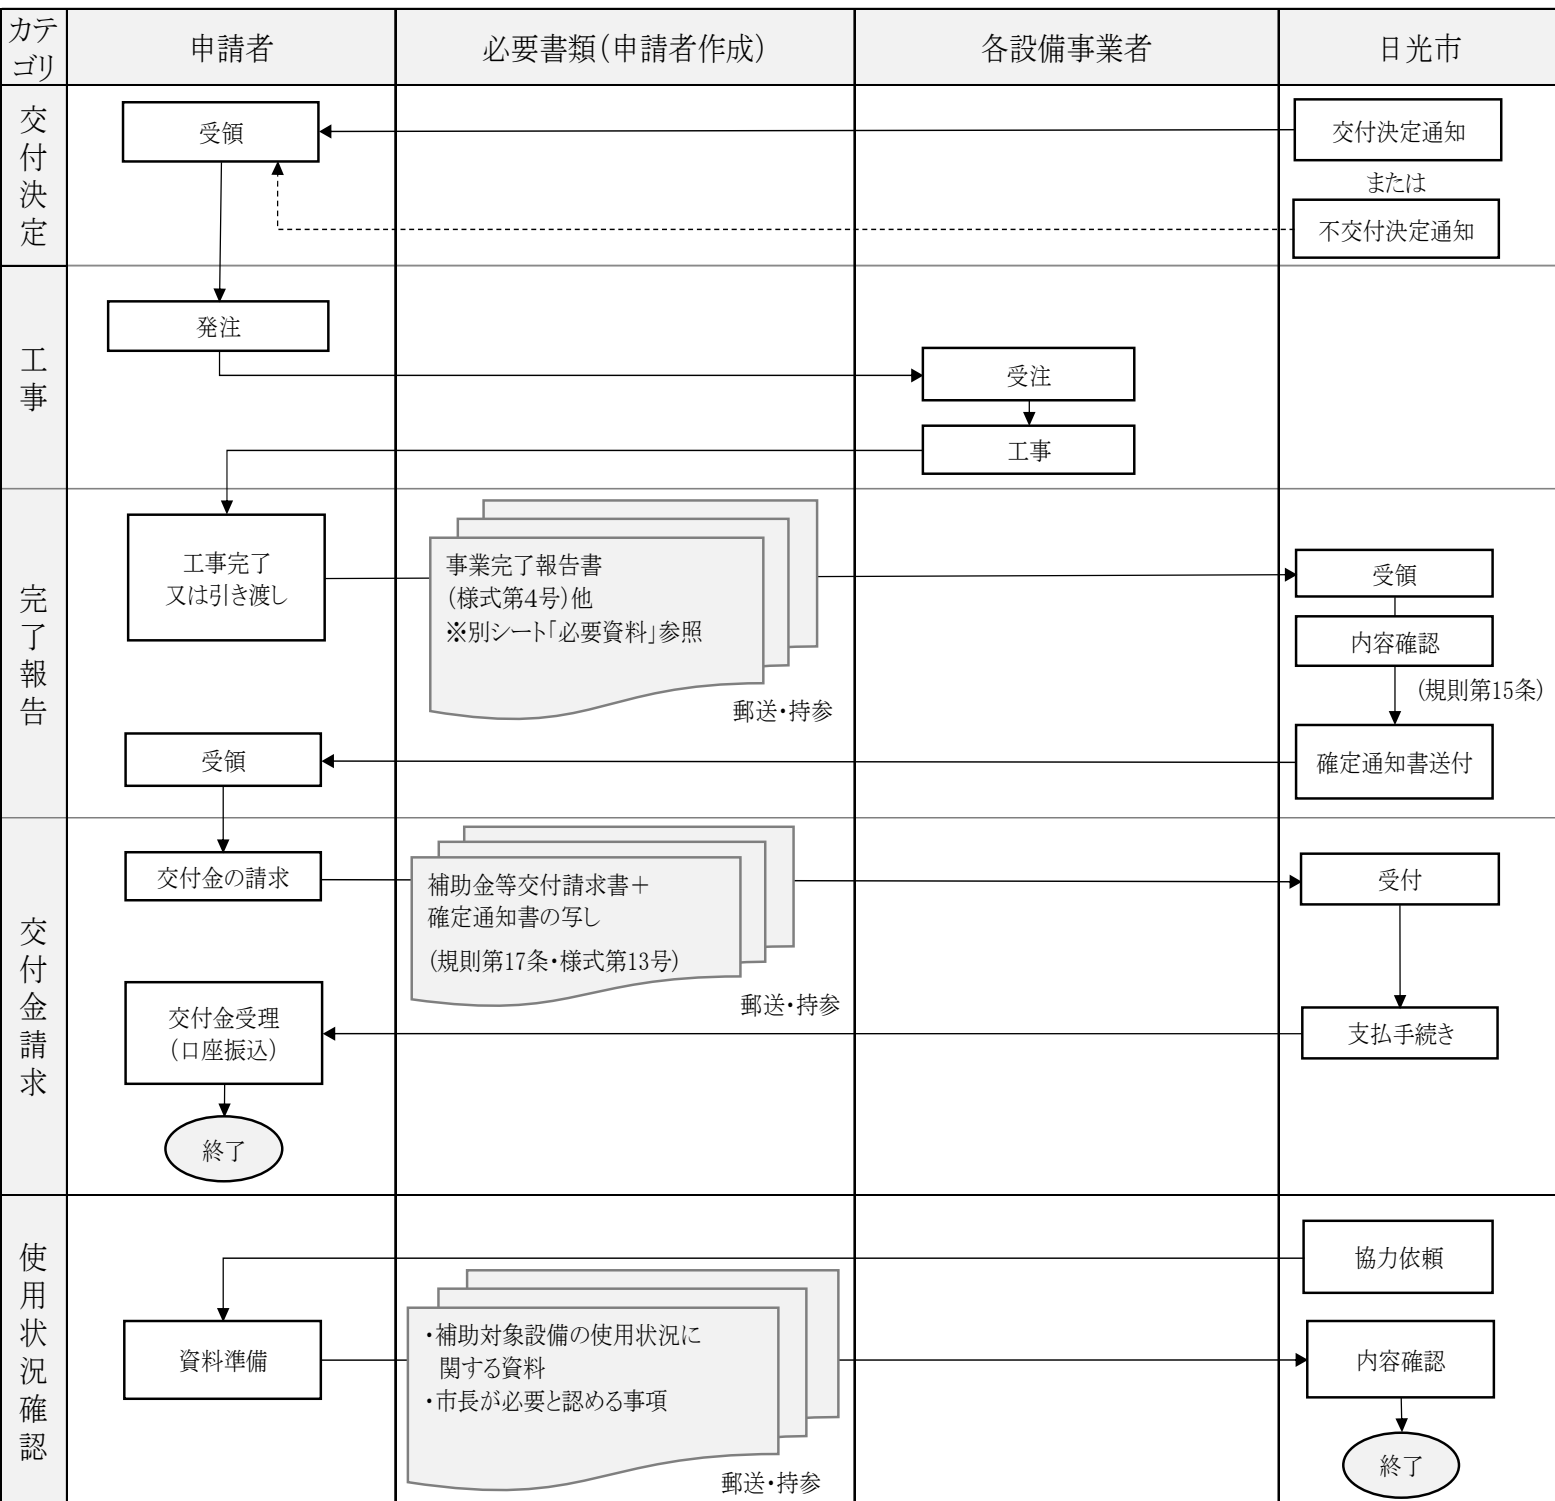 カテゴリ
申請者
必要書類(申請者作成)
各設備事業者
日光市
交付決定
受領
交付決定通知
または
不交付決定通知
工事
発注
受注
工事
完了報告
工事完了
又は引き渡し
事業完了報告書
(様式第4号)他
※別シート「必要資料」参照
郵送・持参
受領
内容確認
(規則第15条)
受領
確定通知書送付
交付金請求
交付金の請求
補助金等交付請求書＋
確定通知書の写し
(規則第17条・様式第13号)
郵送・持参
受付
交付金受理
(口座振込)
支払手続き
終了
使用状況確認
協力依頼
資料準備
・補助対象設備の使用状況に
関する資料
・市長が必要と認める事項
郵送・持参
内容確認
終了